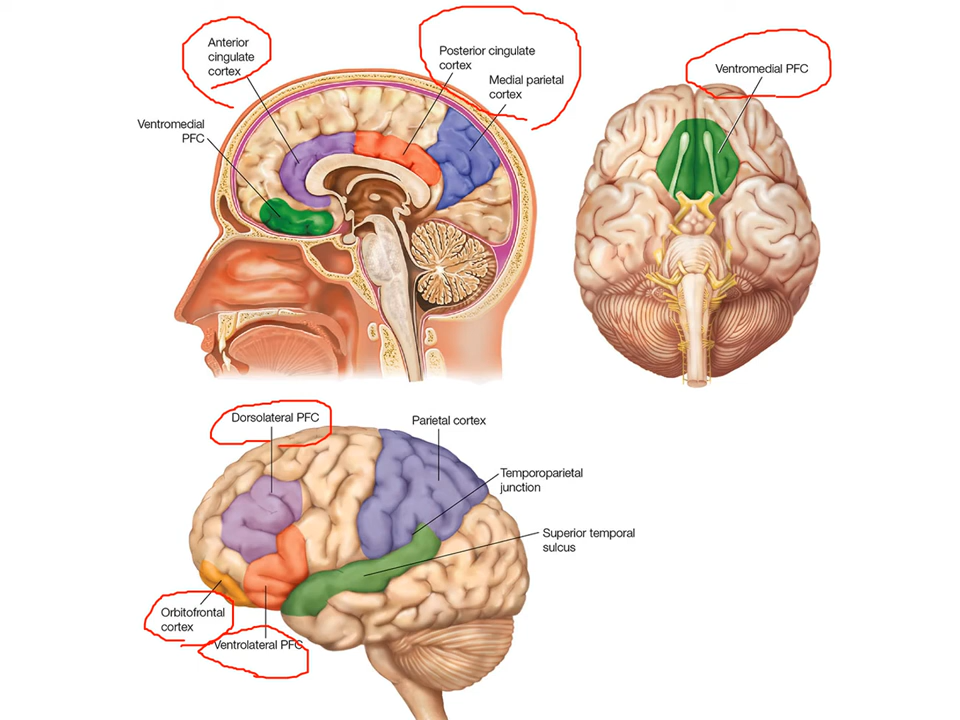 Anterior
cingulate
cortex
Posterior cingulate
cortex
Medial parietal
cortex
Ventromedial
PFC
Ventromedial PFC
Dorsolateral PFC
Parietal cortex
Temporoparietal
junction
Superior temporal
sulcus
Orbitofrontal
cortex
Ventrolateral PFC